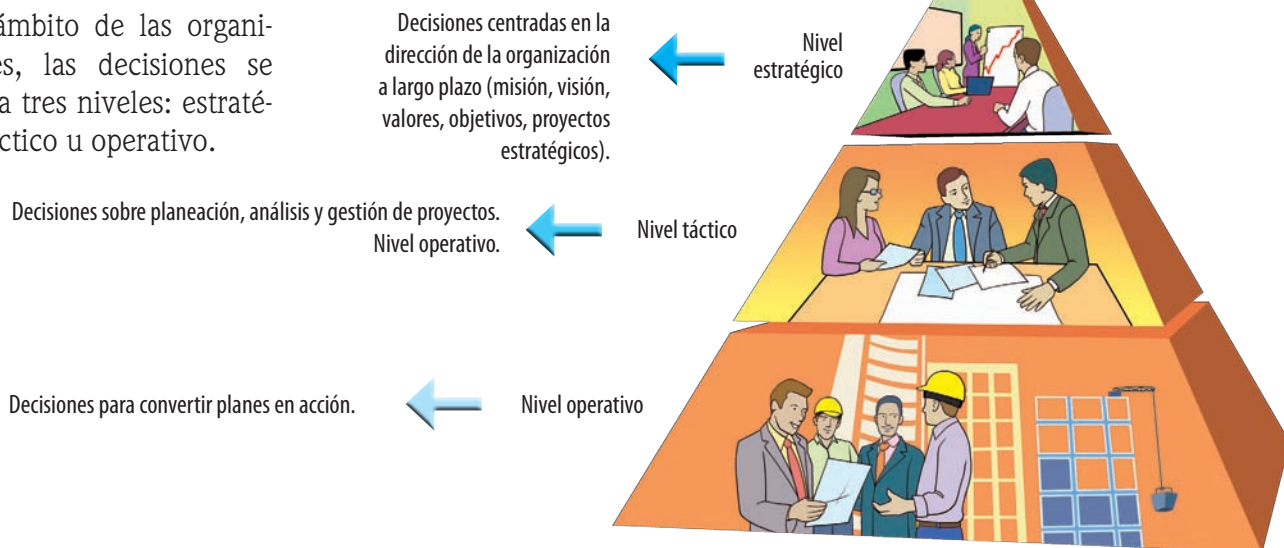 ámbito de las organi-
es, las decisiones se
a tres niveles: estraté-
ctico u operativo.
Decisiones centradas en la
dirección de la organización
a largo plazo (misión, visión,
valores, objetivos, proyectos
estratégicos).
Nivel
estratégico
Decisiones sobre planeación, análisis y gestión de proyectos.
Nivel operativo.
Nivel táctico
Decisiones para convertir planes en acción.
Nivel operativo